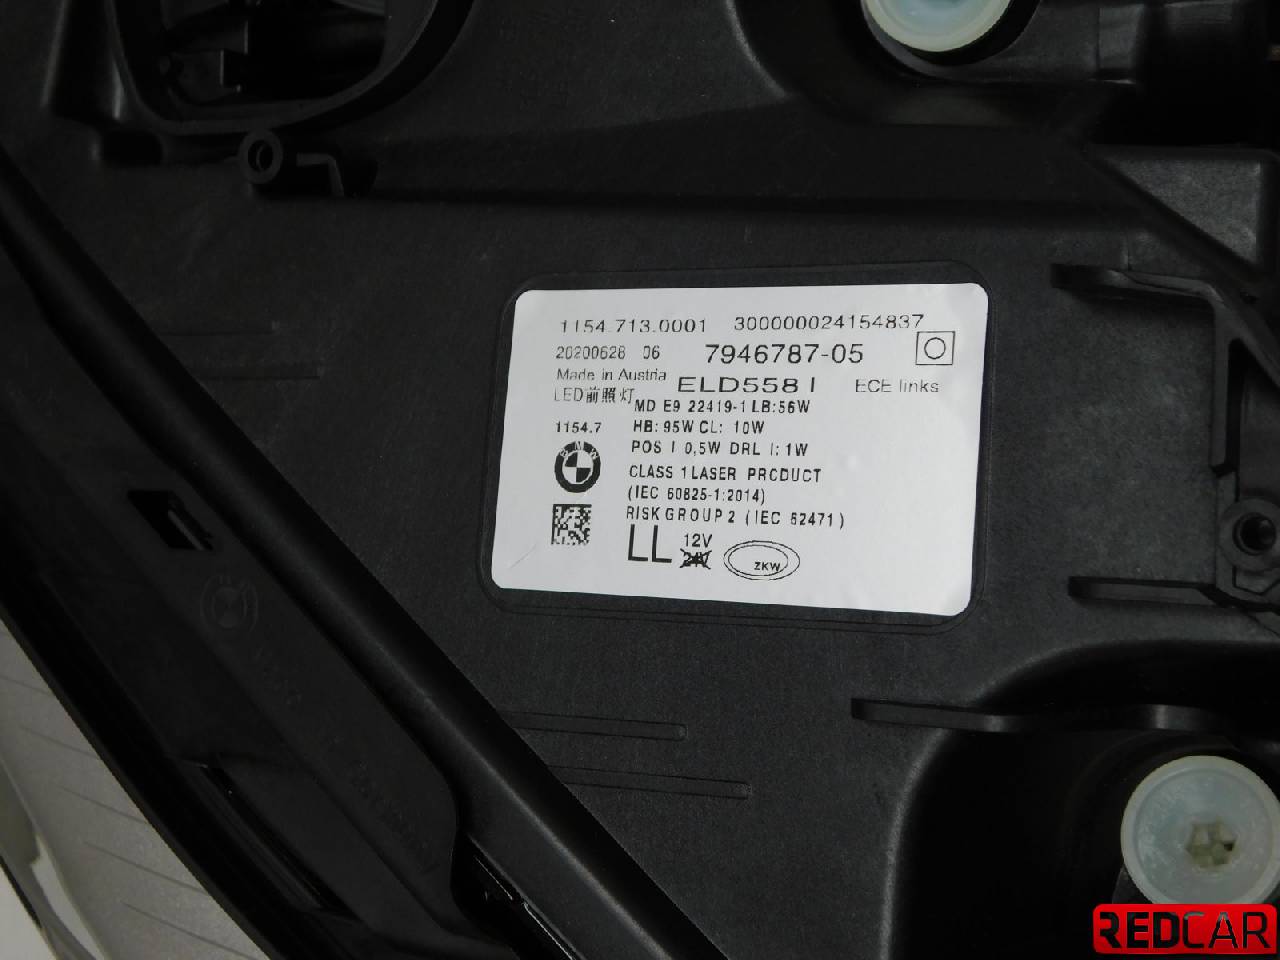 1154.713.0001 300000024154837
20200628 06 7946787-05
Made in Austria ELD558 I ECE links
LED前照灯
MD E9 22419-1 LB:56W
1154.7 HB: 95W CL: 10W
POS I 0,5W DRL I: 1W
BMW
CLASS 1 LASER PRODUCT
(IEC 60825-1:2014)
RISK GROUP 2 (IEC 62471)
LL 12V
24V
ZKW
REDCAR